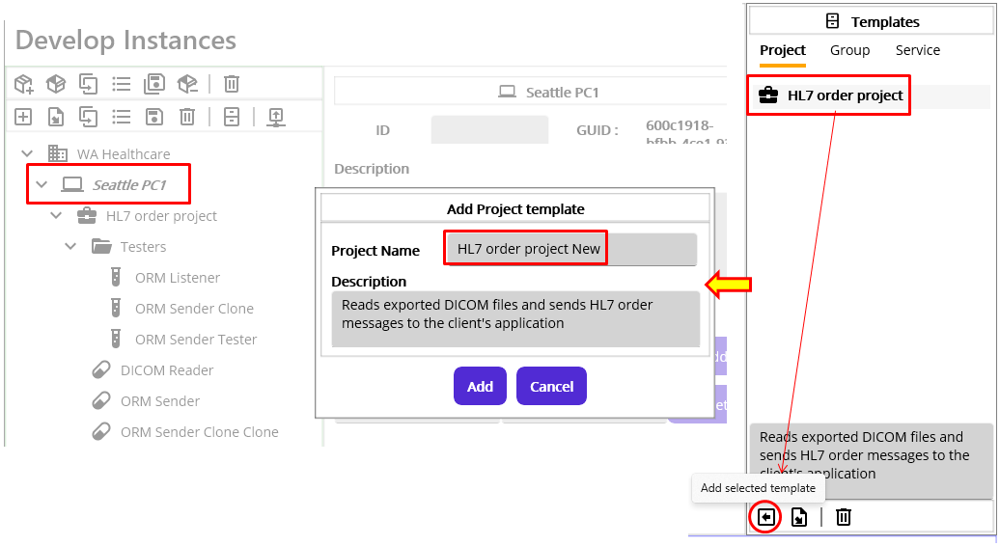 Develop Instances
WA Healthcare
Seattle PC1
HL7 order project
Testers
ORM Listener
ORM Sender Clone
ORM Sender Tester
DICOM Reader
ORM Sender
ORM Sender Clone Clone
Seattle PC1
ID
GUID :
600c1918-
Description
Add Project template
Project Name
HL7 order project New
Description
Reads exported DICOM files and sends HL7 order
messages to the client's application
Add
Cancel
Templates
Project Group Service
HL7 order project
Reads exported DICOM files and
sends HL7 order messages to the
client's application
Add selected template